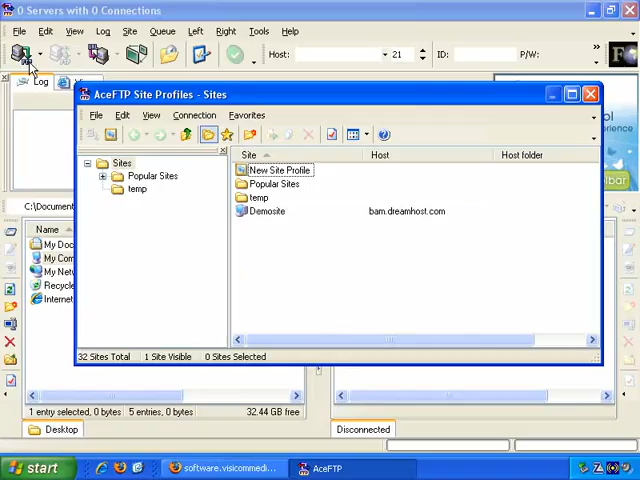 0 Servers with 0 Connections
File Edit View Log Site Queue Left Right Tools Help
Host: 21 ID: P/W:
Log
AceFTP Site Profiles - Sites
File Edit View Connection Favorites
Sites
Popular Sites
temp
Site Host Host folder
New Site Profile
Popular Sites
temp
Demosite bam.dreamhost.com
32 Sites Total 1 Site Visible 0 Sites Selected
C:\Document
Name
My Doc
My Com
My Net
Recycle
Internet
1 entry selected, 0 bytes 5 entries, 0 bytes 32.44 GB free
Desktop
Disconnected
start software.visicommedi... AceFTP